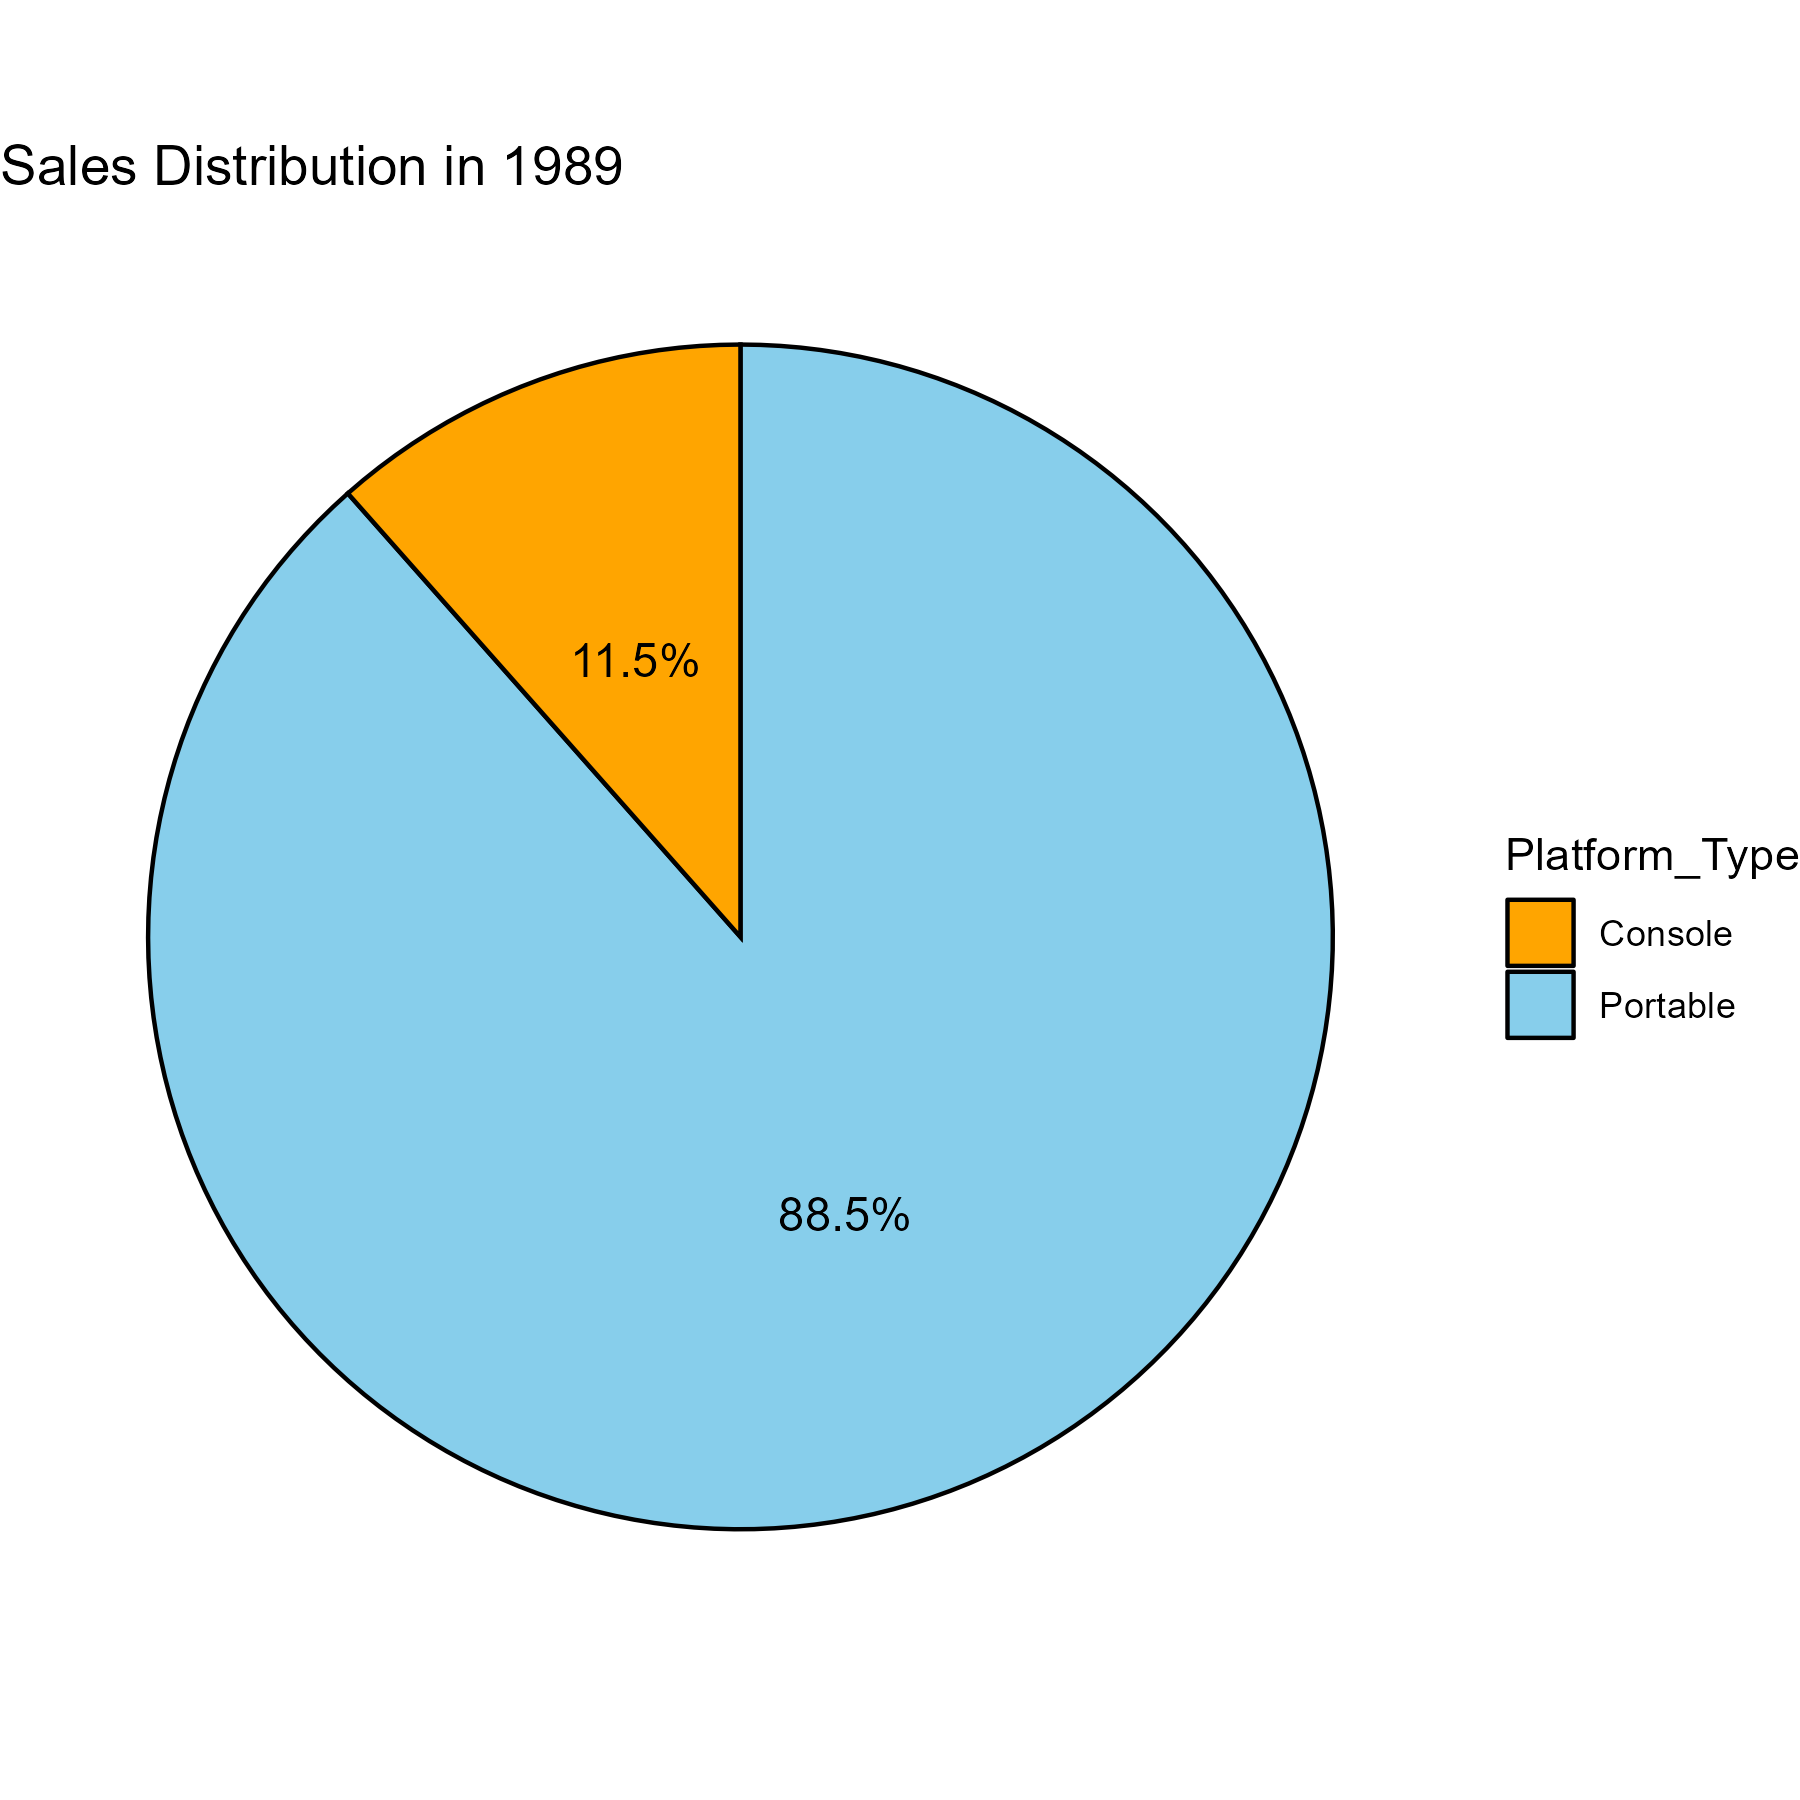 Sales Distribution in 1989
11.5%
88.5%
Platform_Type
Console
Portable